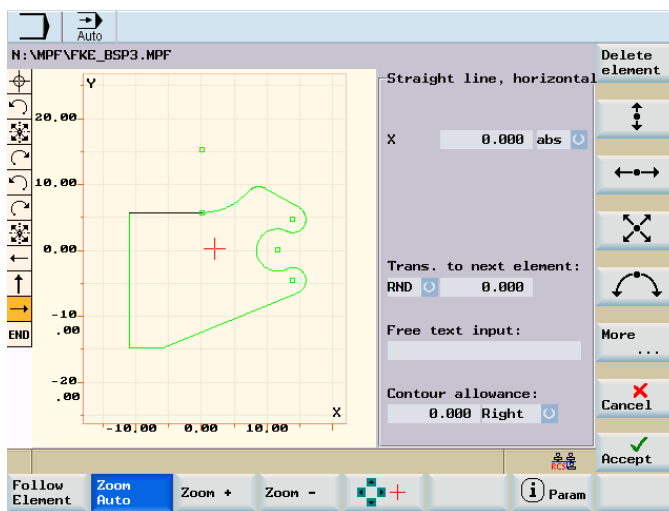 Auto
N:\MPF\FKE_BSP3.MPF
Delete
element
Y
20.00
10.00
0.00
-10
.00
-20
.00
X
-10.00 0.00 10.00
END
Straight line, horizontal
X 0.000 abs
Trans. to next element:
RND 0.000
Free text input:
Contour allowance:
0.000 Right
More
...
Cancel
Accept
RCS
Follow
Element
Zoom
Auto
Zoom +
Zoom -
i Param